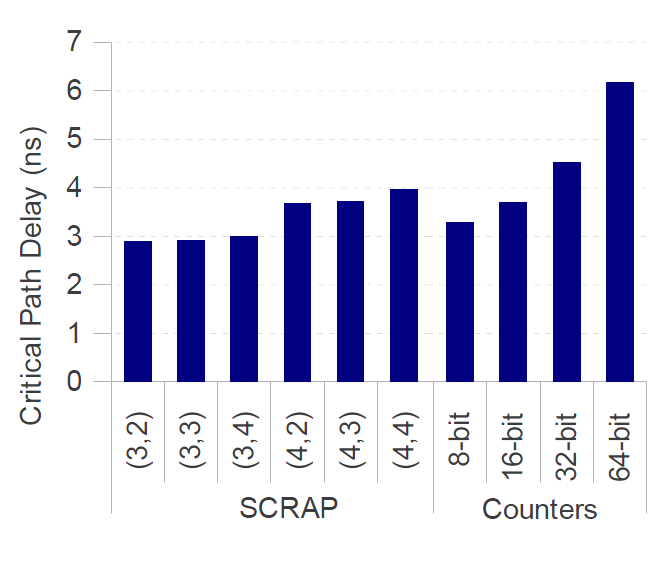 Critical Path Delay (ns)
7
6
5
4
3
2
1
0
(3,2)
(3,3)
(3,4)
(4,2)
(4,3)
(4,4)
8-bit
16-bit
32-bit
64-bit
SCRAP
Counters